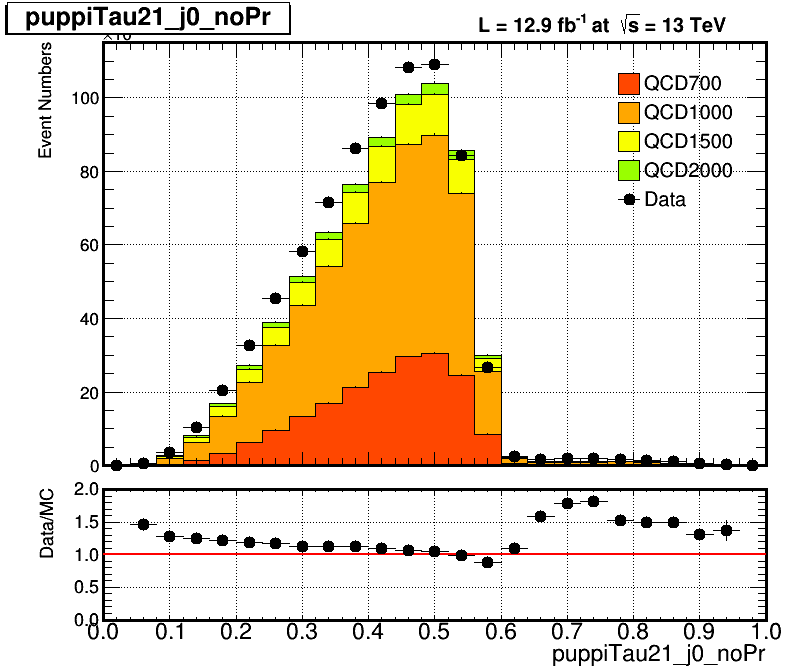 puppiTau21_j0_noPr
L = 12.9 fb⁻¹ at √s = 13 TeV
Event Numbers
100
80
60
40
20
0
QCD700
QCD1000
QCD1500
QCD2000
Data
Data/MC
2.0
1.5
1.0
0.5
0.0
0.0 0.1 0.2 0.3 0.4 0.5 0.6 0.7 0.8 0.9 1.0
puppiTau21_j0_noPr